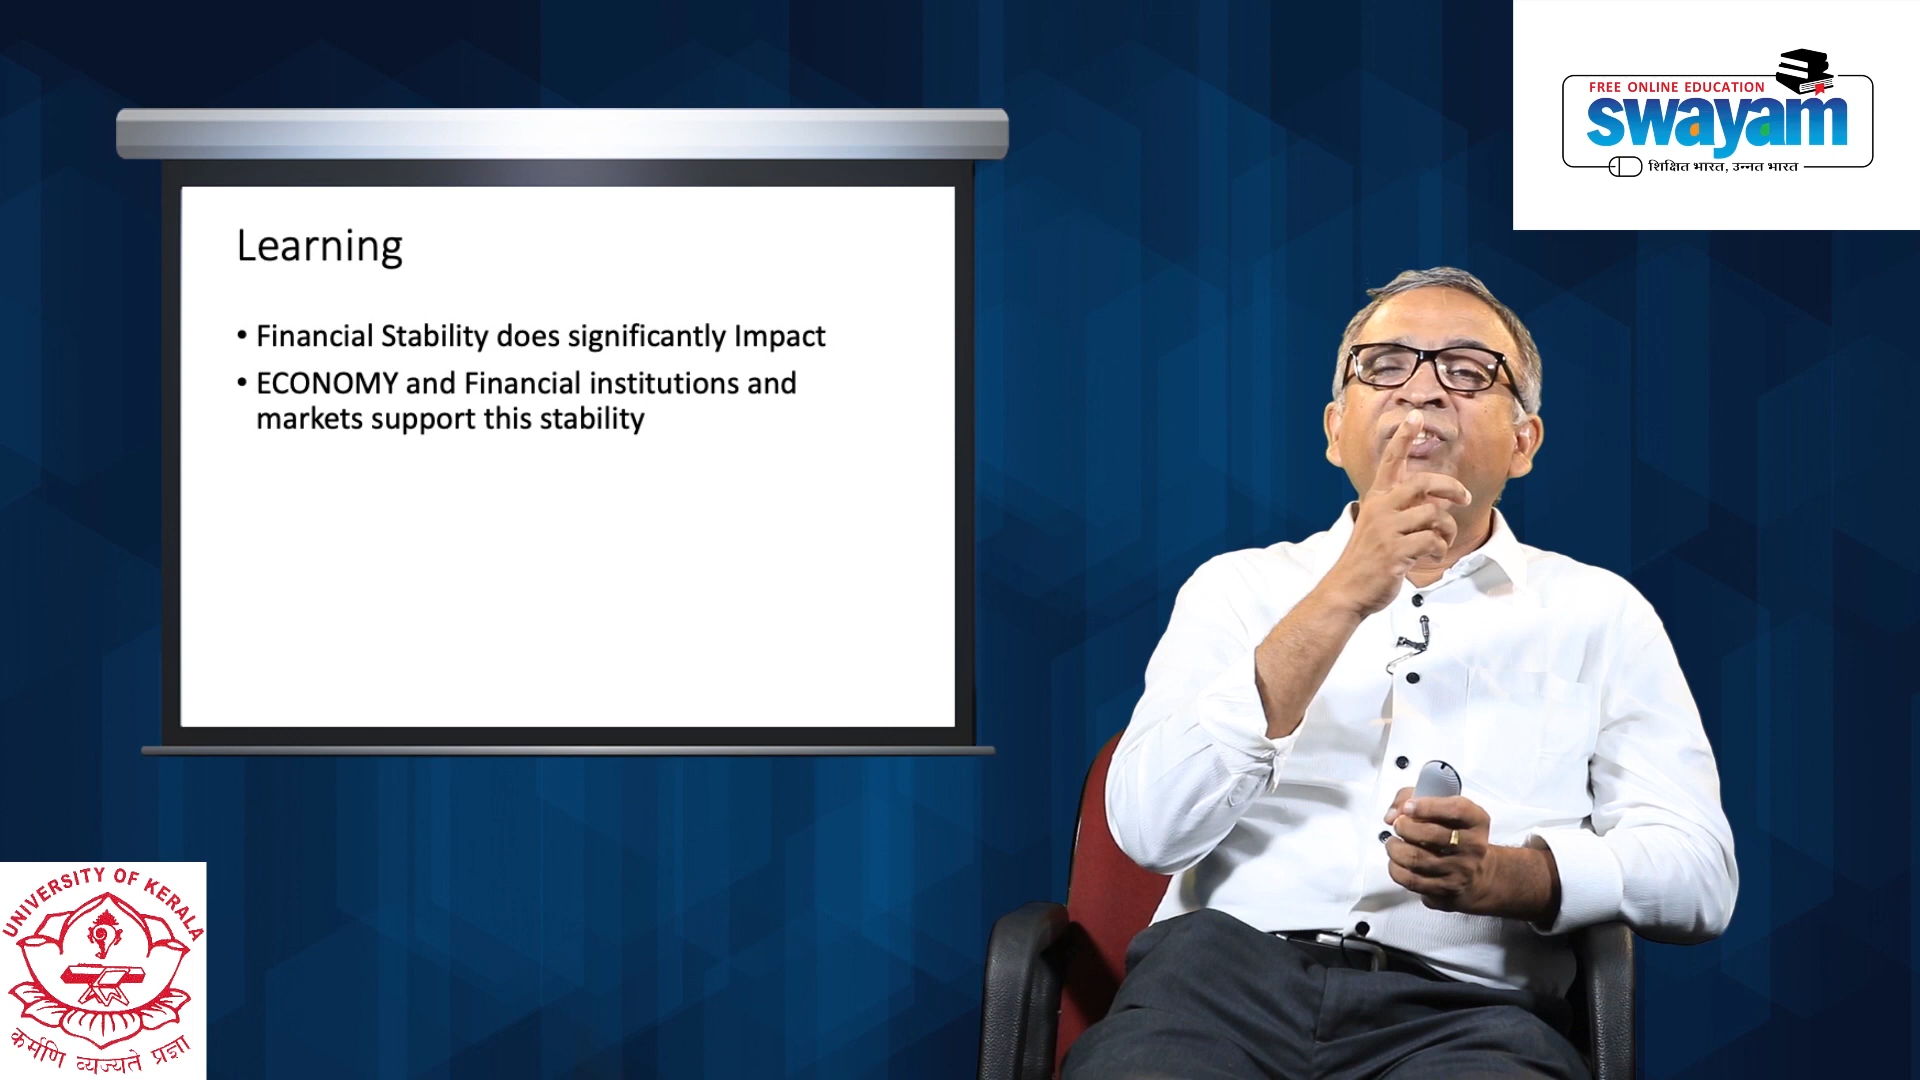 FREE ONLINE EDUCATION
swayam
शिक्षित भारत, उन्नत भारत
Learning
• Financial Stability does significantly Impact
• ECONOMY and Financial institutions and
markets support this stability
UNIVERSITY OF KERALA
कर्मणि व्यज्यते प्रज्ञा